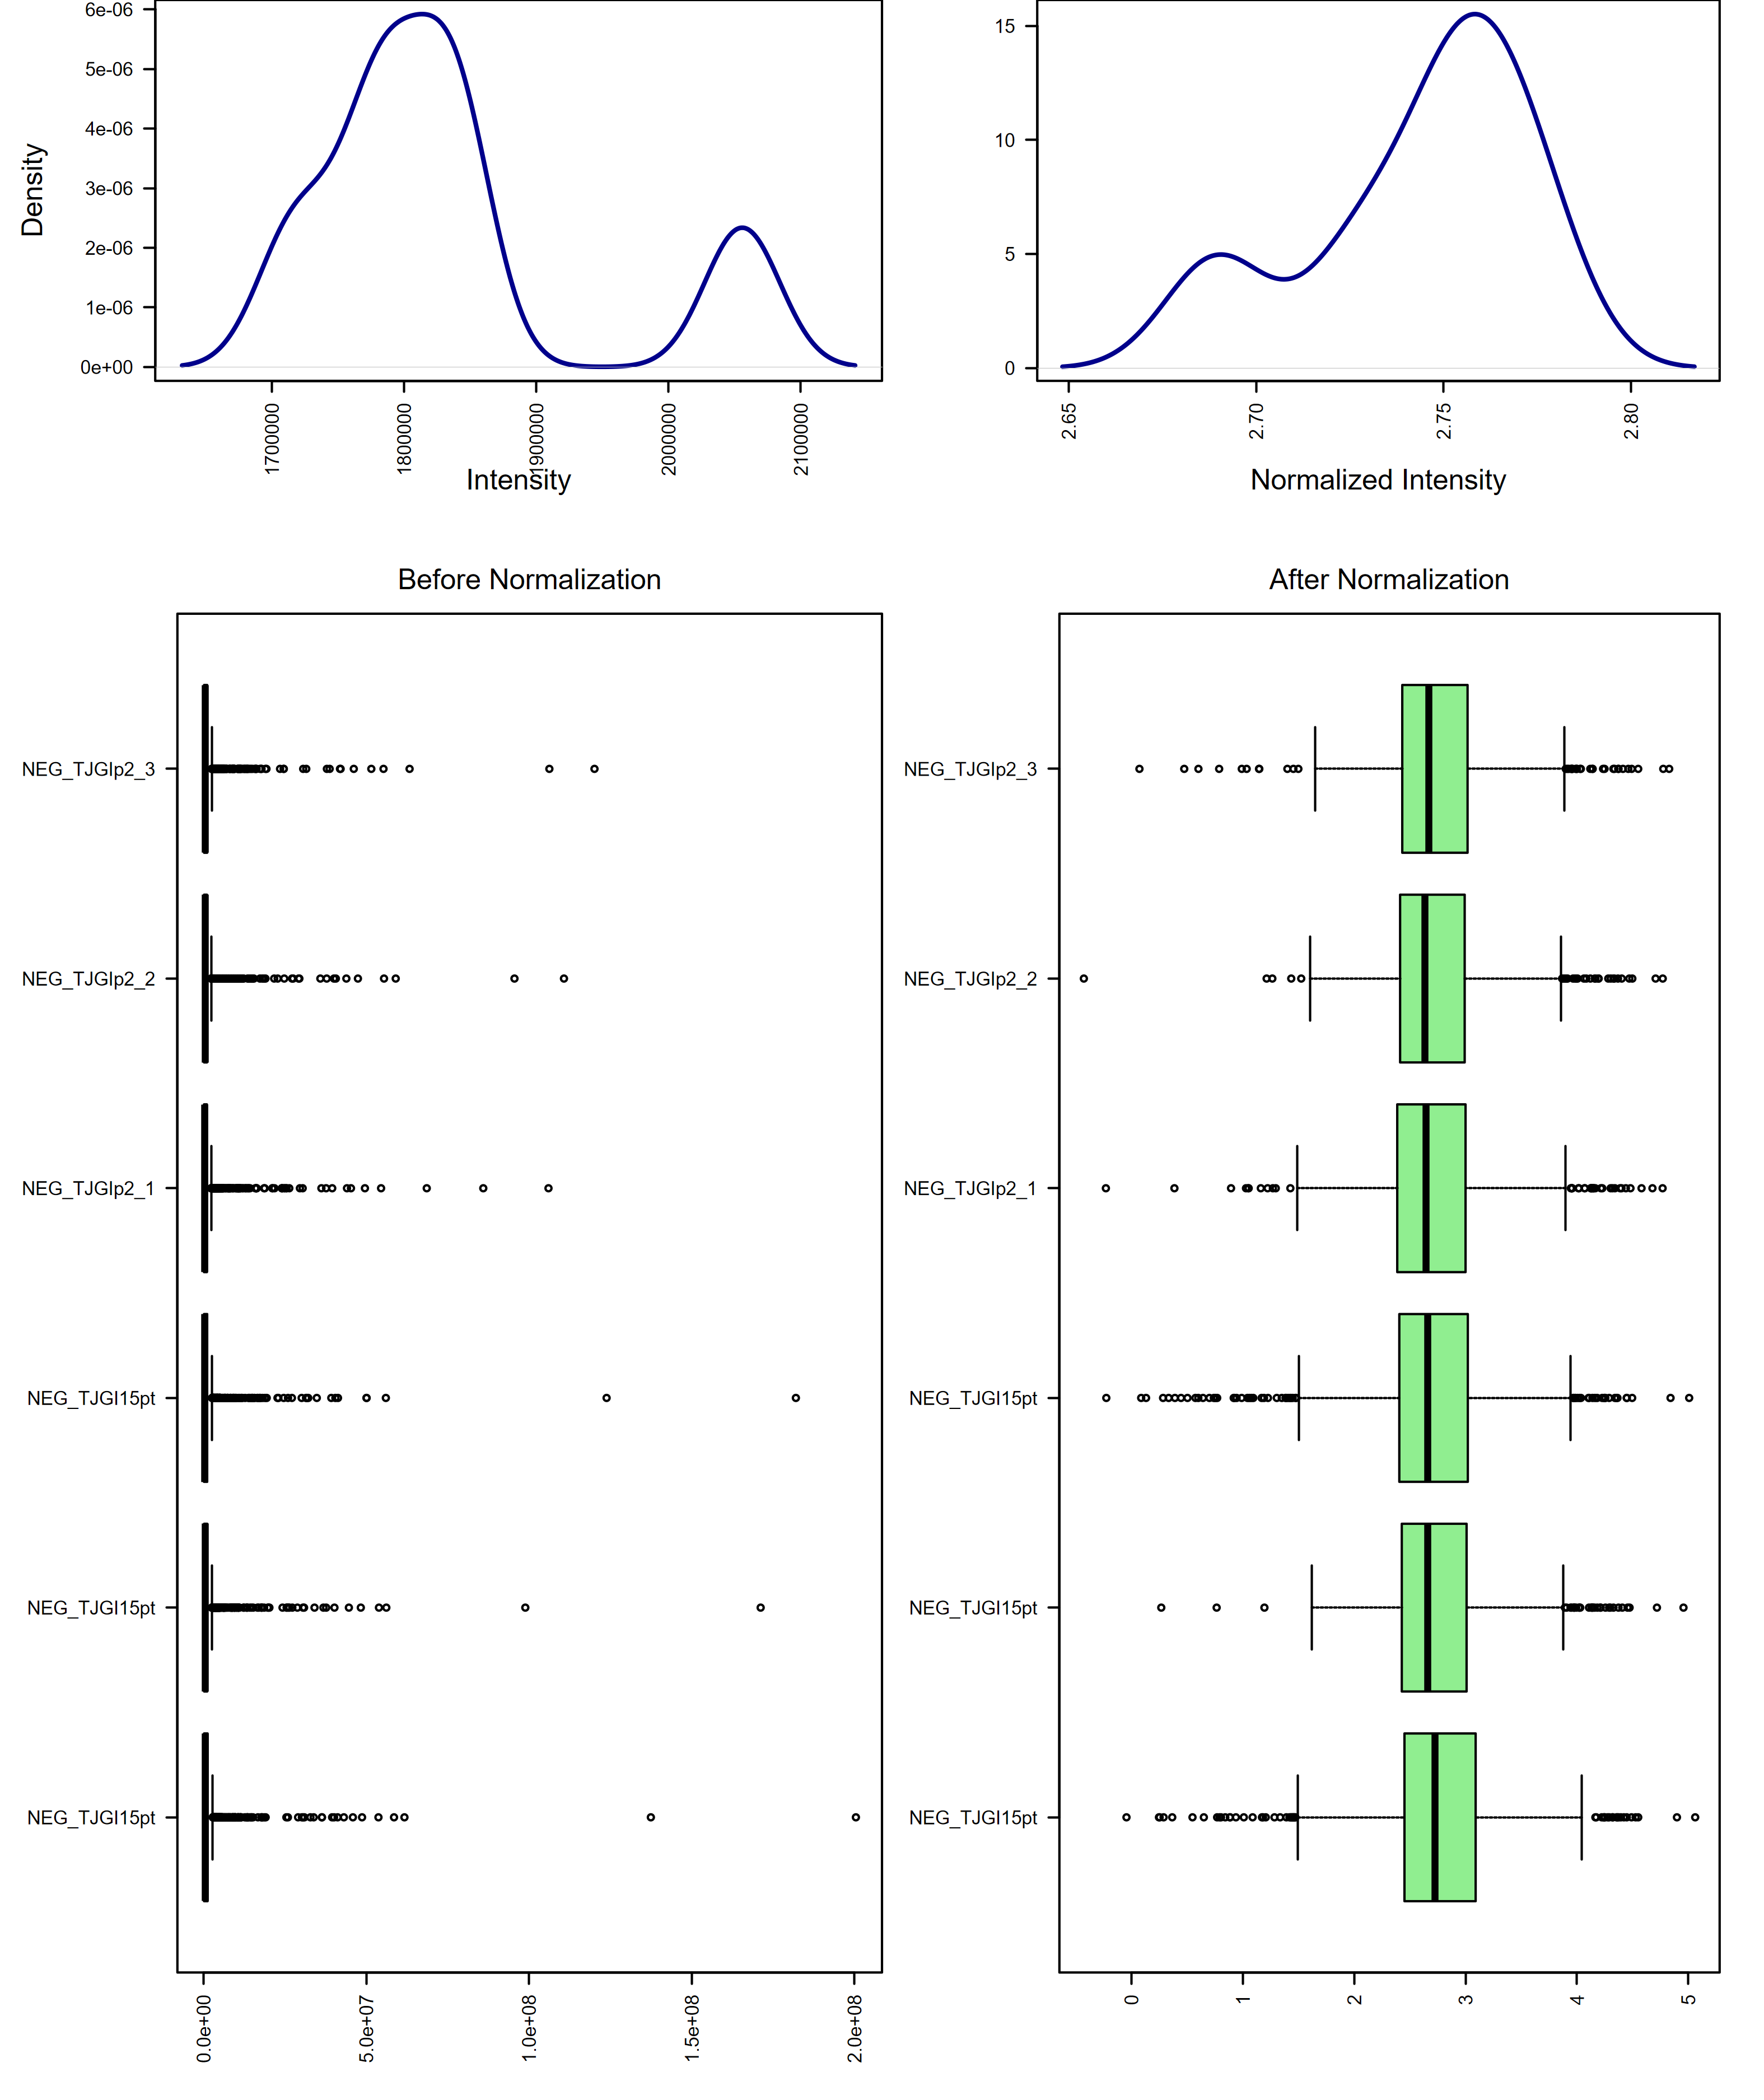 6e-06
5e-06
4e-06
3e-06
2e-06
1e-06
0e+00
Density
1700000
1800000
1900000
2000000
2100000
Intensity
15
10
5
0
2.65
2.70
2.75
2.80
Normalized Intensity
Before Normalization
NEG_TJGIp2_3
NEG_TJGIp2_2
NEG_TJGIp2_1
NEG_TJGI15pt
NEG_TJGI15pt
NEG_TJGI15pt
0.0e+00
5.0e+07
1.0e+08
1.5e+08
2.0e+08
After Normalization
NEG_TJGIp2_3
NEG_TJGIp2_2
NEG_TJGIp2_1
NEG_TJGI15pt
NEG_TJGI15pt
NEG_TJGI15pt
0
1
2
3
4
5